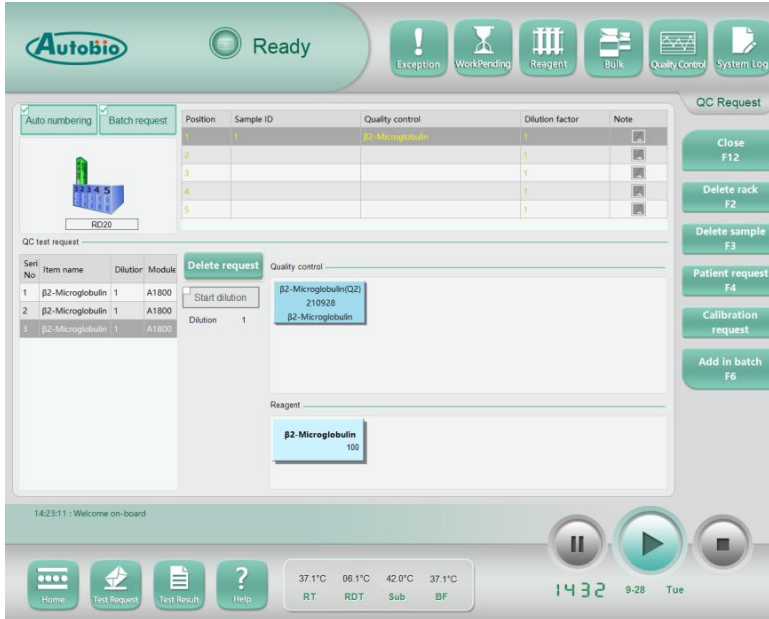 Autobio
Ready
Exception
WorkPending
Reagent
Bulk
Quality Control
System Log
QC Request
Auto numbering
Batch request
Position Sample ID Quality control Dilution factor Note
1 1 β2-Microglobulin 1
2 1
3 1
4 1
5 1
1 2 3 4 5
RD20
Close
F12
Delete rack
F2
Delete sample
F3
Patient request
F4
Calibration
request
Add in batch
F6
QC test request
Seri
No Item name Dilution Module
1 β2-Microglobulin 1 A1800
2 β2-Microglobulin 1 A1800
3 β2-Microglobulin 1 A1800
Delete request
Start dilution
Dilution 1
Quality control
β2-Microglobulin(Q2)
210928
β2-Microglobulin
Reagent
β2-Microglobulin
100
14:23:11 : Welcome on-board
Home
Test Request
Test Result
Help
37.1°C 06.1°C 42.0°C 37.1°C
RT RDT Sub BF
1432 9-28 Tue